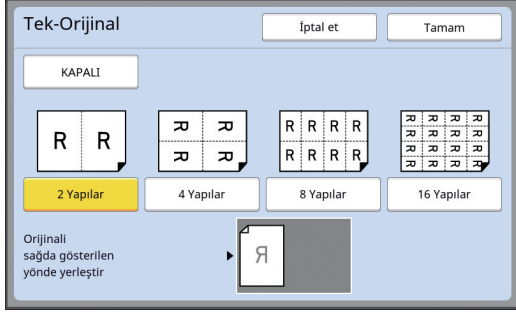 Tek-Orijinal
İptal et
Tamam
KAPALI
R R
R R
R R
R R R R
R R R R
R R R R
R R R R
R R R R
R R R R
2 Yapılar
4 Yapılar
8 Yapılar
16 Yapılar
Orijinali
sağda gösterilen
yönde yerleştir
R